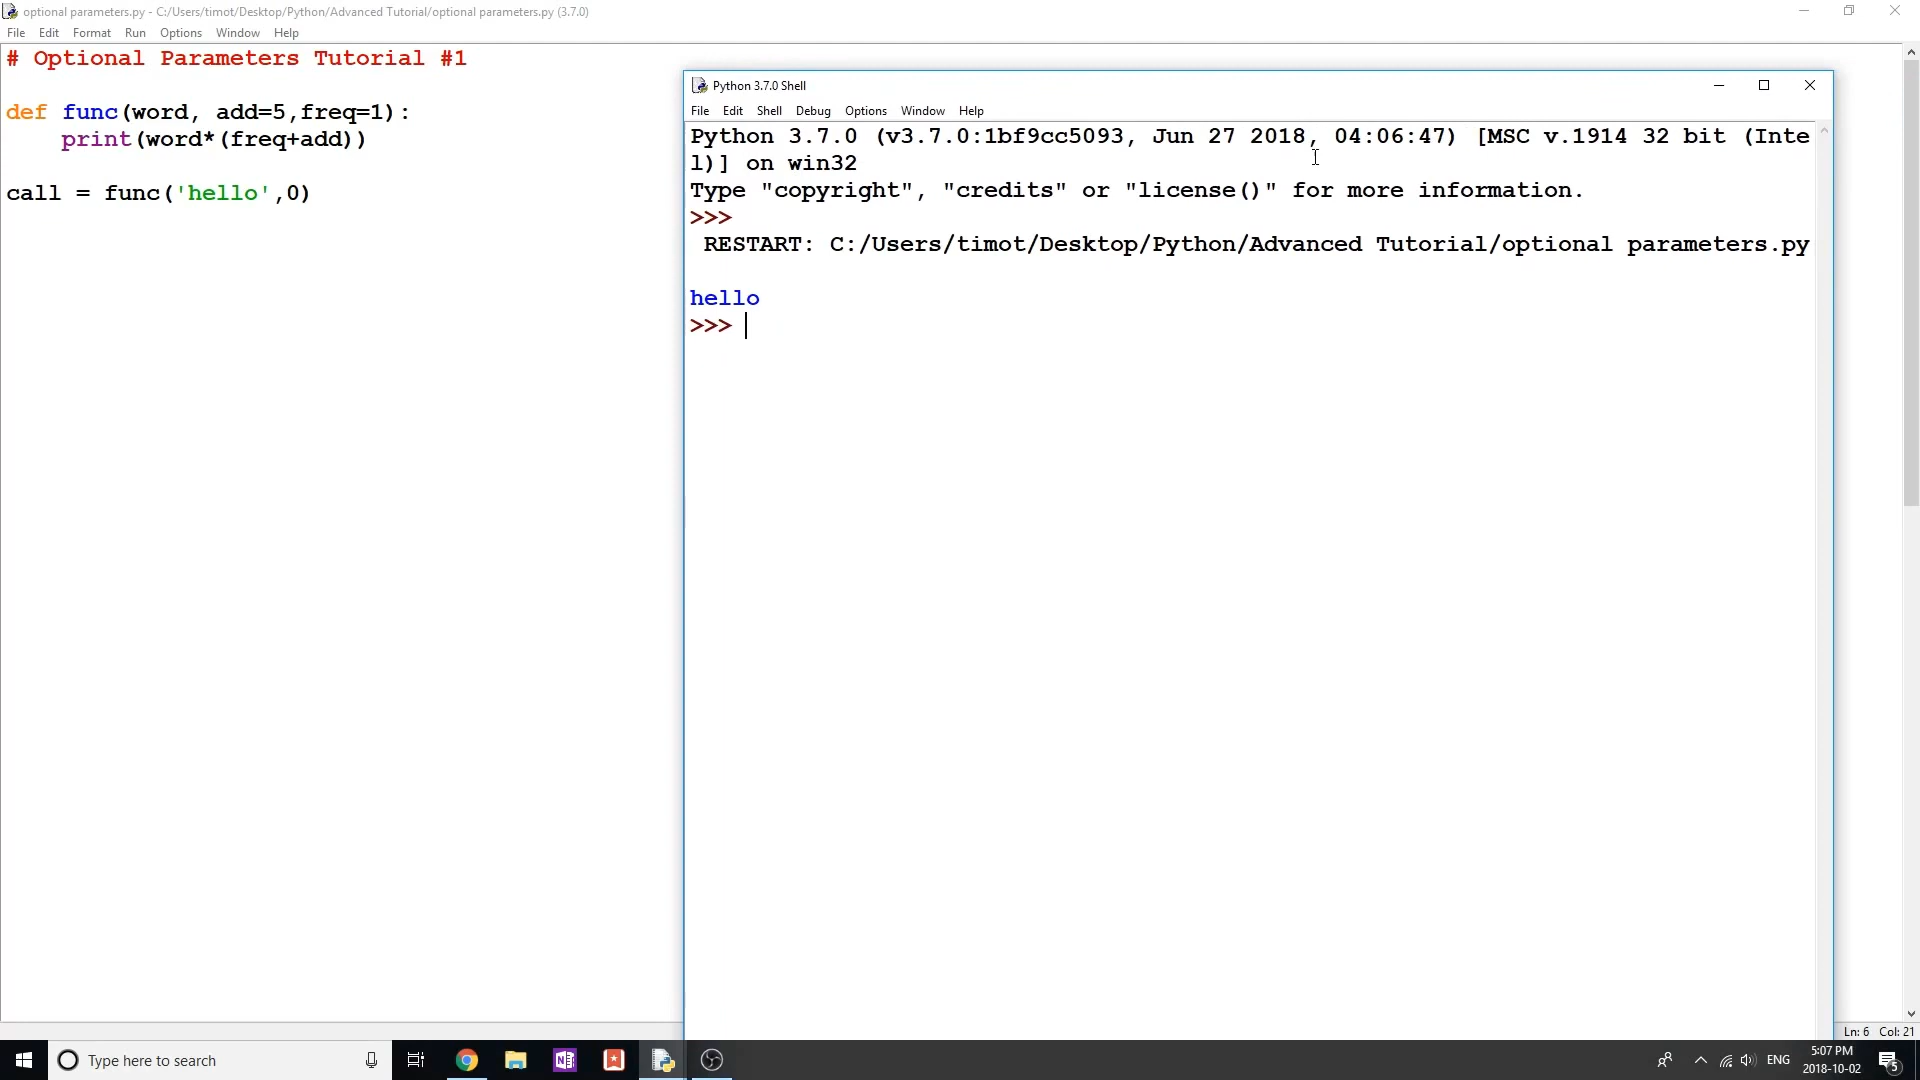 optional parameters.py - C:/Users/timot/Desktop/Python/Advanced Tutorial/optional parameters.py (3.7.0)
File Edit Format Run Options Window Help
# Optional Parameters Tutorial #1
def func(word, add=5,freq=1):
    print(word*(freq+add))
call = func('hello',0)
Python 3.7.0 Shell
File Edit Shell Debug Options Window Help
Python 3.7.0 (v3.7.0:1bf9cc5093, Jun 27 2018, 04:06:47) [MSC v.1914 32 bit (Inte
l)] on win32
Type "copyright", "credits" or "license()" for more information.
>>>
 RESTART: C:/Users/timot/Desktop/Python/Advanced Tutorial/optional parameters.py
hello
>>>
Ln: 6 Col: 21
Type here to search
N
ENG
5:07 PM
2018-10-02
5